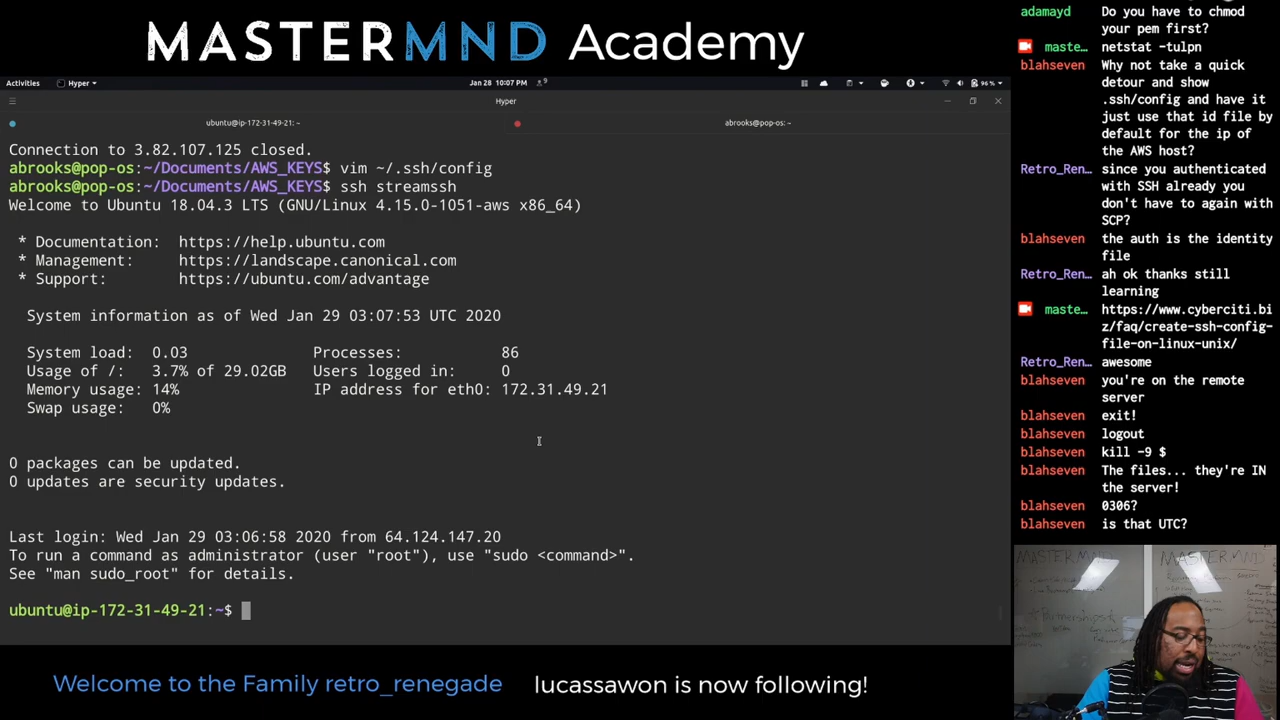 MASTERMND Academy
Activities
Hyper
Jan 28 10:07 PM
9
96 %
Hyper
ubuntu@ip-172-31-49-21: ~
abrooks@pop-os: ~
Connection to 3.82.107.125 closed.
abrooks@pop-os:~/Documents/AWS_KEYS$ vim ~/.ssh/config
abrooks@pop-os:~/Documents/AWS_KEYS$ ssh streamssh
Welcome to Ubuntu 18.04.3 LTS (GNU/Linux 4.15.0-1051-aws x86_64)
* Documentation: https://help.ubuntu.com
* Management: https://landscape.canonical.com
* Support: https://ubuntu.com/advantage
System information as of Wed Jan 29 03:07:53 UTC 2020
System load: 0.03 Processes: 86
Usage of /: 3.7% of 29.02GB Users logged in: 0
Memory usage: 14% IP address for eth0: 172.31.49.21
Swap usage: 0%
0 packages can be updated.
0 updates are security updates.
Last login: Wed Jan 29 03:06:58 2020 from 64.124.147.20
To run a command as administrator (user "root"), use "sudo <command>".
See "man sudo_root" for details.
ubuntu@ip-172-31-49-21:~$
adamayd Do you have to chmod
your pem first?
maste… netstat -tulpn
blahseven Why not take a quick
detour and show
.ssh/config and have it
just use that id file by
default for the ip of
the AWS host?
Retro_Ren… since you authenticated
with SSH already you
don't have to again with
SCP?
blahseven the auth is the identity
file
Retro_Ren… ah ok thanks still
learning
maste… https://www.cyberciti.bi
z/faq/create-ssh-config-
file-on-linux-unix/
Retro_Ren… awesome
blahseven you're on the remote
server
blahseven exit!
blahseven logout
blahseven kill -9 $
blahseven The files... they're IN
the server!
blahseven 0306?
blahseven is that UTC?
MASTERMND
MASTERMND
Welcome to the Family retro_renegade
lucassawon is now following!